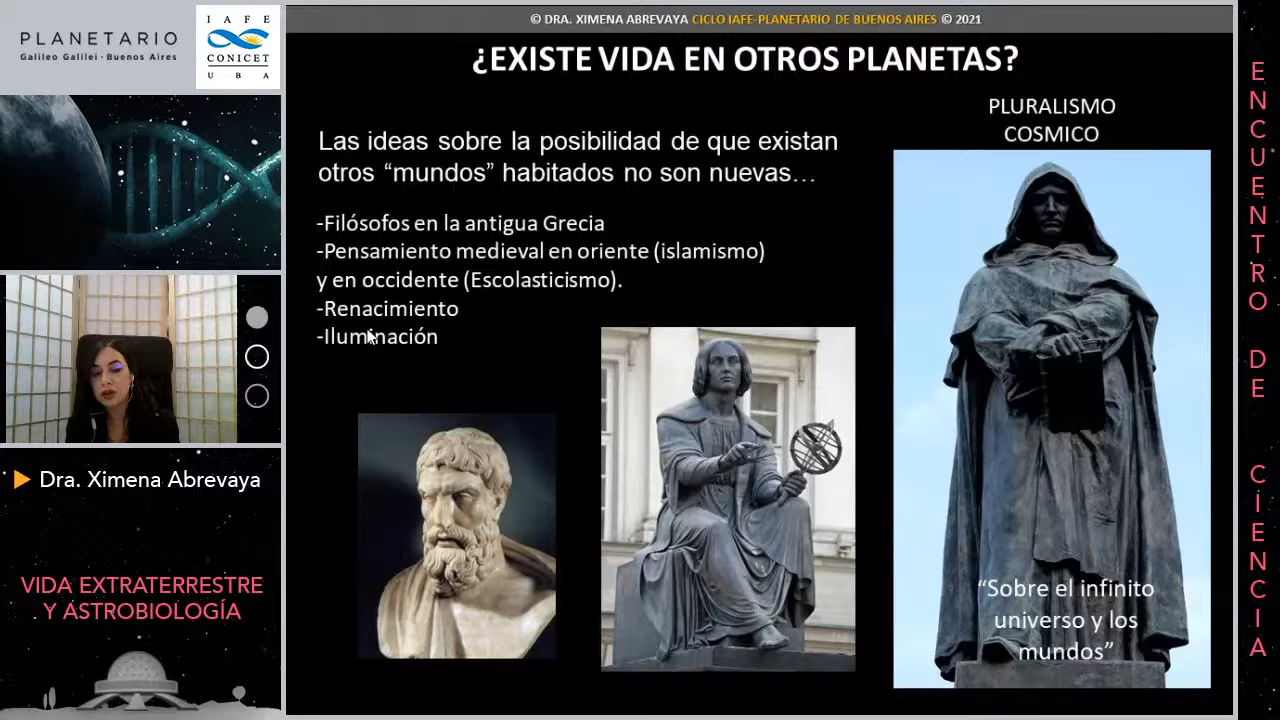 PLANETARIO
Galileo Galilei · Buenos Aires
I A F E
CONICET
U B A
© DRA. XIMENA ABREVAYA CICLO IAFE-PLANETARIO DE BUENOS AIRES © 2021
¿EXISTE VIDA EN OTROS PLANETAS?
PLURALISMO
COSMICO
Las ideas sobre la posibilidad de que existan
otros “mundos” habitados no son nuevas…
-Filósofos en la antigua Grecia
-Pensamiento medieval en oriente (islamismo)
y en occidente (Escolasticismo).
-Renacimiento
-Iluminación
“Sobre el infinito
universo y los
mundos”
Dra. Ximena Abrevaya
VIDA EXTRATERRESTRE
Y ASTROBIOLOGÍA
ENCUENTRO DE CIENCIA